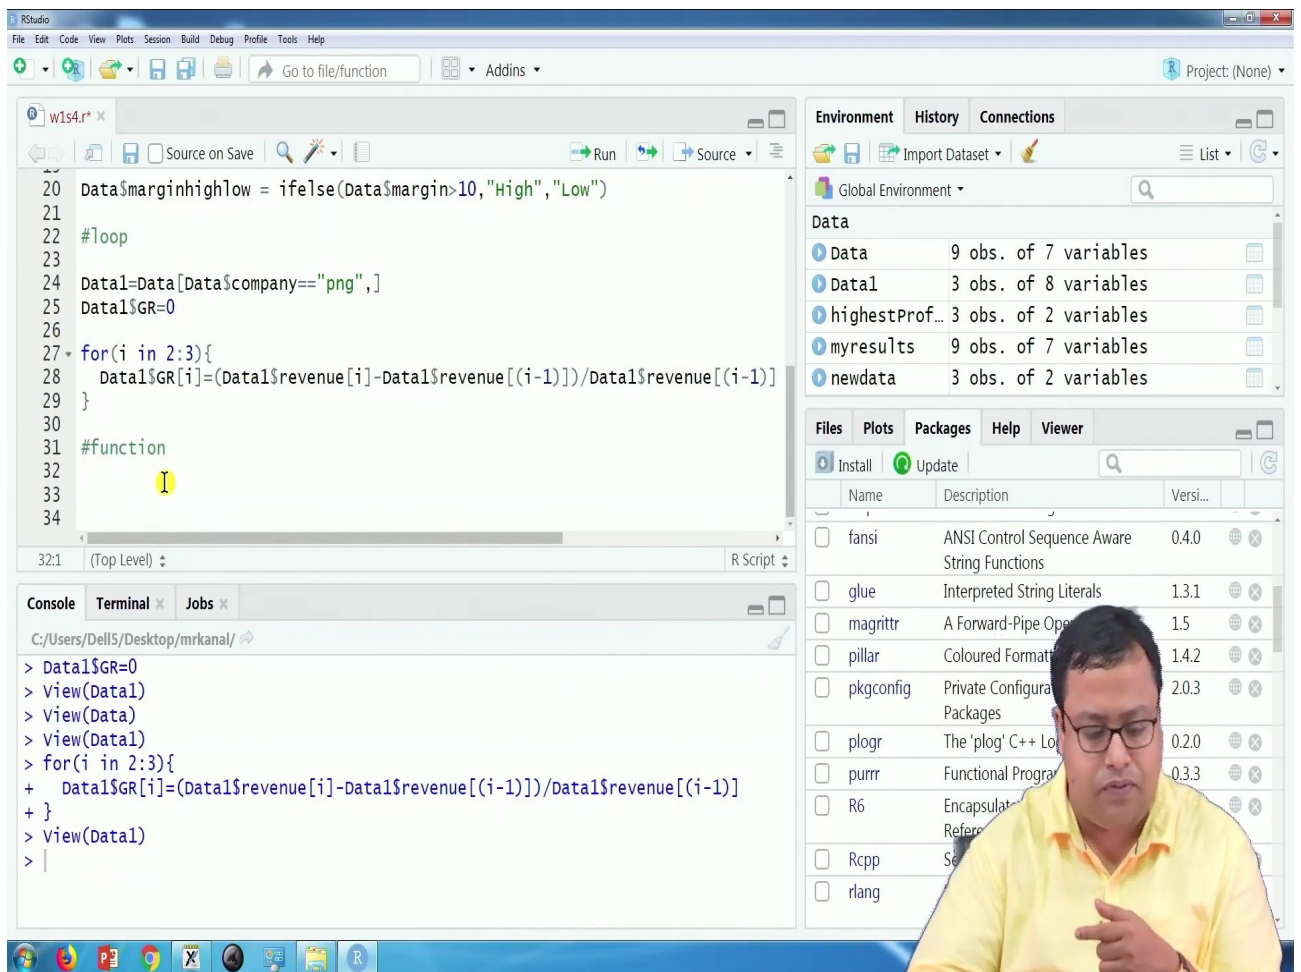 RStudio
File Edit Code View Plots Session Build Debug Profile Tools Help
Go to file/function
Addins
Project: (None)
w1s4.r*
Source on Save
Run
Source
20 Data$marginhighlow = ifelse(Data$margin>10,"High","Low")
21
22 #loop
23
24 Data1=Data[Data$company=="png",]
25 Data1$GR=0
26
27 for(i in 2:3){
28 Data1$GR[i]=(Data1$revenue[i]-Data1$revenue[(i-1)])/Data1$revenue[(i-1)]
29 }
30
31 #function
32
33
34
32:1 (Top Level) R Script
Console Terminal Jobs
C:/Users/Dell5/Desktop/mrkanal/
> Data1$GR=0
> View(Data1)
> View(Data)
> View(Data1)
> for(i in 2:3){
+ Data1$GR[i]=(Data1$revenue[i]-Data1$revenue[(i-1)])/Data1$revenue[(i-1)]
+ }
> View(Data1)
>
Environment History Connections
Import Dataset List
Global Environment
Data
Data 9 obs. of 7 variables
Data1 3 obs. of 8 variables
highestProf… 3 obs. of 2 variables
myresults 9 obs. of 7 variables
newdata 3 obs. of 2 variables
Files Plots Packages Help Viewer
Install Update
Name Description Versi...
fansi ANSI Control Sequence Aware 0.4.0
String Functions
glue Interpreted String Literals 1.3.1
magrittr A Forward-Pipe 1.5
pillar Coloured 1.4.2
pkgconfig Private 2.0.3
Packages
plogr The 'plog' C++ 0.2.0
purrr Functional 0.3.3
R6
Rcpp
rlang